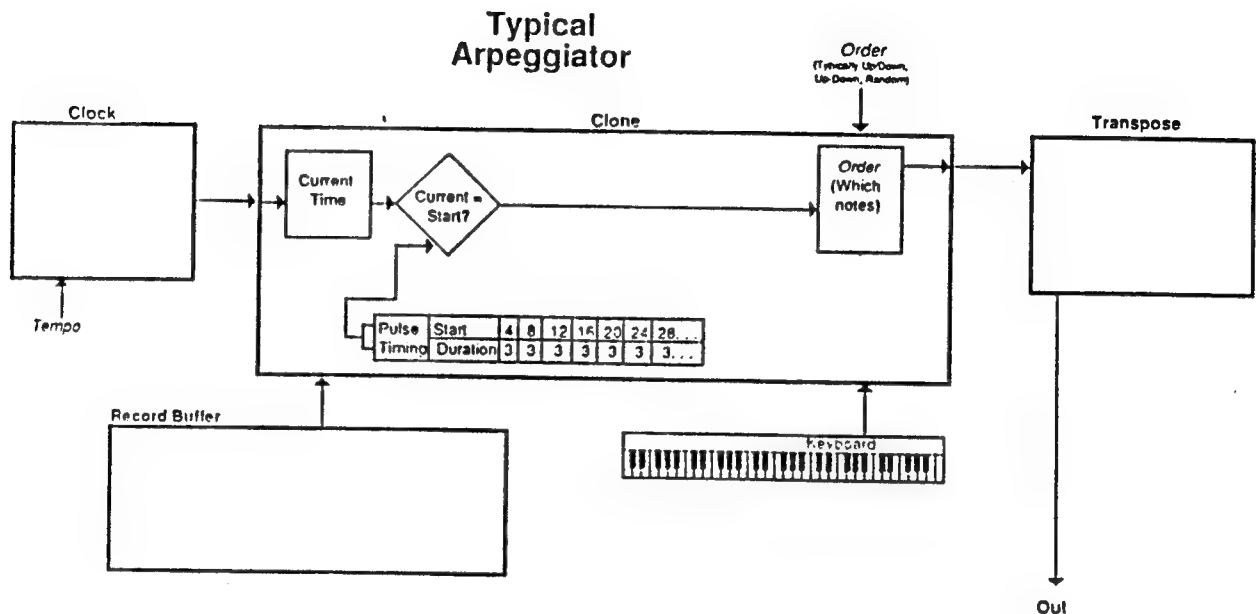 Typical
Arpeggiator
Order
(Typically Up/Down,
Up-Down, Random)
Clock
Clone
Transpose
Current
Time
Current =
Start?
Order
(Which
notes)
Tempo
Pulse Start 4 8 12 16 20 24 28...
Timing Duration 3 3 3 3 3 3 3...
Record Buffer
Keyboard
Out